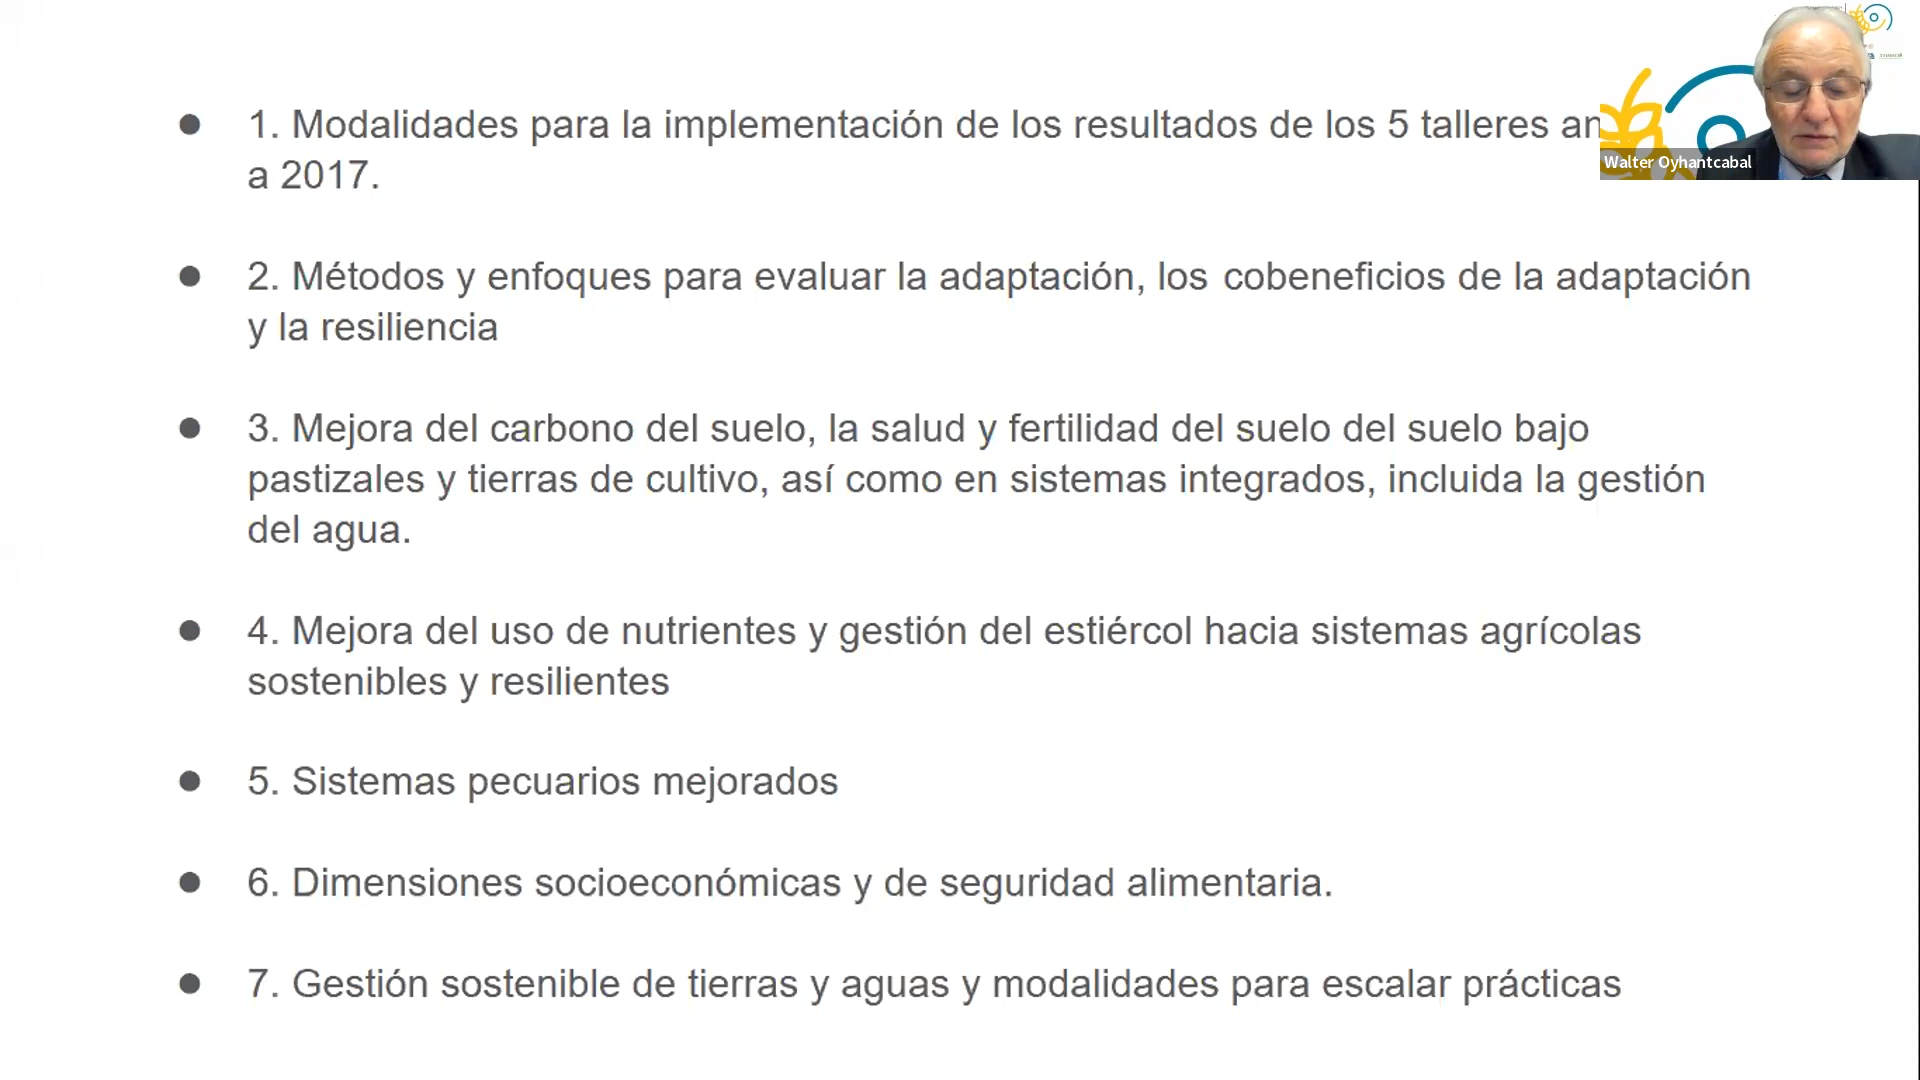 ● 1. Modalidades para la implementación de los resultados de los 5 talleres
a 2017.
● 2. Métodos y enfoques para evaluar la adaptación, los cobeneficios de la adaptación
y la resiliencia
● 3. Mejora del carbono del suelo, la salud y fertilidad del suelo del suelo bajo
pastizales y tierras de cultivo, así como en sistemas integrados, incluida la gestión
del agua.
● 4. Mejora del uso de nutrientes y gestión del estiércol hacia sistemas agrícolas
sostenibles y resilientes
● 5. Sistemas pecuarios mejorados
● 6. Dimensiones socioeconómicas y de seguridad alimentaria.
● 7. Gestión sostenible de tierras y aguas y modalidades para escalar prácticas
Walter Oyhantcabal